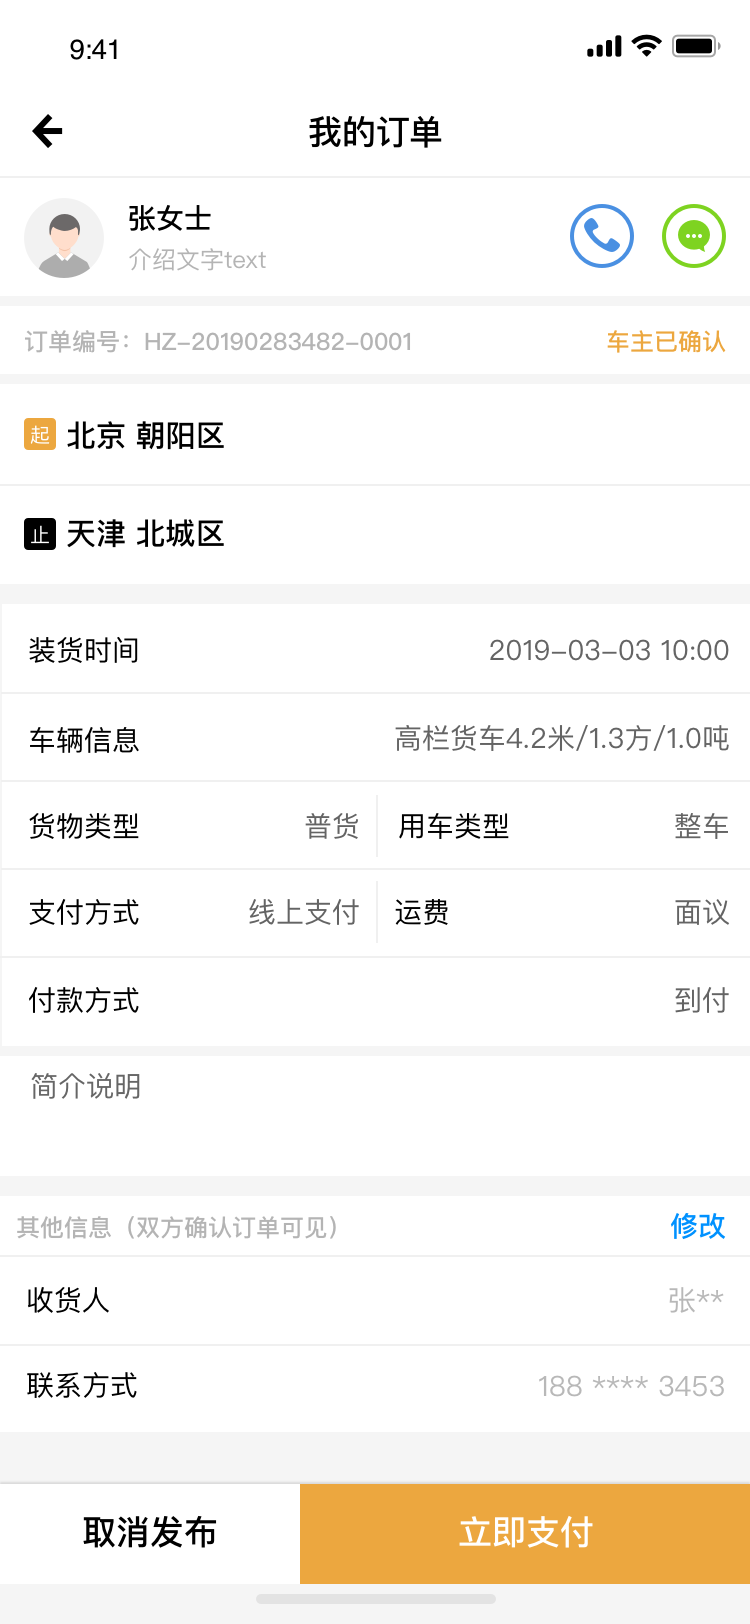 9:41
我的订单
张女士
介绍文字text
订单编号：HZ-20190283482-0001 车主已确认
起 北京 朝阳区
止 天津 北城区
装货时间 2019-03-03 10:00
车辆信息 高栏货车4.2米/1.3方/1.0吨
货物类型 普货 用车类型 整车
支付方式 线上支付 运费 面议
付款方式 到付
简介说明
其他信息（双方确认订单可见） 修改
收货人 张**
联系方式 188 **** 3453
取消发布 立即支付